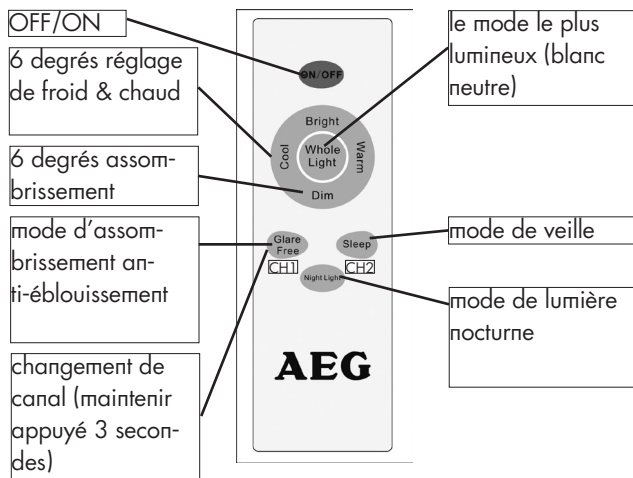 OFF/ON
6 degrés réglage
de froid & chaud
6 degrés assom-
brissement
mode d'assom-
brissement an-
ti-éblouissement
changement de
canal (maintenir
appuyé 3 secon-
des)
ON/OFF
Bright
Cool
Whole
Light
Warm
Dim
Glare
Free
Sleep
CH1
CH2
Night Light
AEG
le mode le plus
lumineux (blanc
neutre)
mode de veille
mode de lumière
nocturne